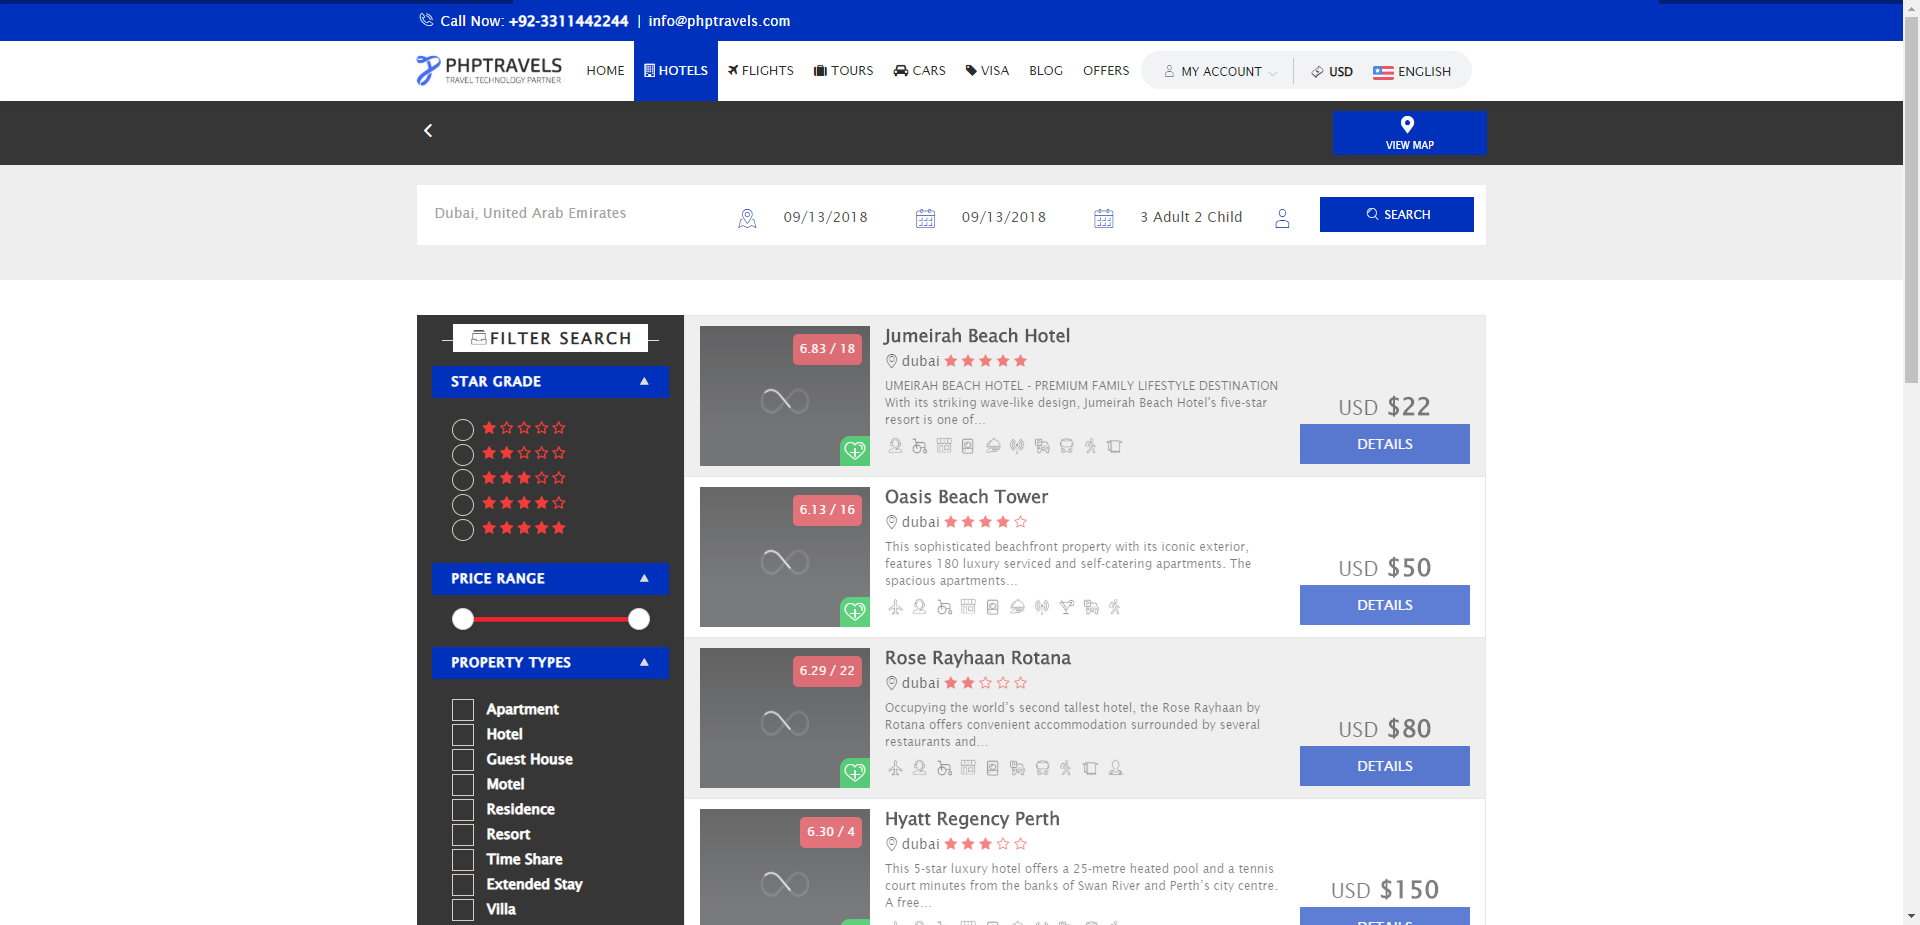 Call Now: +92-3311442244 | info@phptravels.com
PHPTRAVELS
TRAVEL TECHNOLOGY PARTNER
HOME HOTELS FLIGHTS TOURS CARS VISA BLOG OFFERS MY ACCOUNT USD ENGLISH
VIEW MAP
Dubai, United Arab Emirates 09/13/2018 09/13/2018 3 Adult 2 Child SEARCH
FILTER SEARCH
STAR GRADE
PRICE RANGE
PROPERTY TYPES
Apartment
Hotel
Guest House
Motel
Residence
Resort
Time Share
Extended Stay
Villa
6.83 / 18
Jumeirah Beach Hotel
dubai
UMEIRAH BEACH HOTEL - PREMIUM FAMILY LIFESTYLE DESTINATION
With its striking wave-like design, Jumeirah Beach Hotel's five-star
resort is one of...
USD $22
DETAILS
6.13 / 16
Oasis Beach Tower
dubai
This sophisticated beachfront property with its iconic exterior,
features 180 luxury serviced and self-catering apartments. The
spacious apartments...
USD $50
DETAILS
6.29 / 22
Rose Rayhaan Rotana
dubai
Occupying the world’s second tallest hotel, the Rose Rayhaan by
Rotana offers convenient accommodation surrounded by several
restaurants and...
USD $80
DETAILS
6.30 / 4
Hyatt Regency Perth
dubai
This 5-star luxury hotel offers a 25-metre heated pool and a tennis
court minutes from the banks of Swan River and Perth’s city centre.
A free...
USD $150
DETAILS